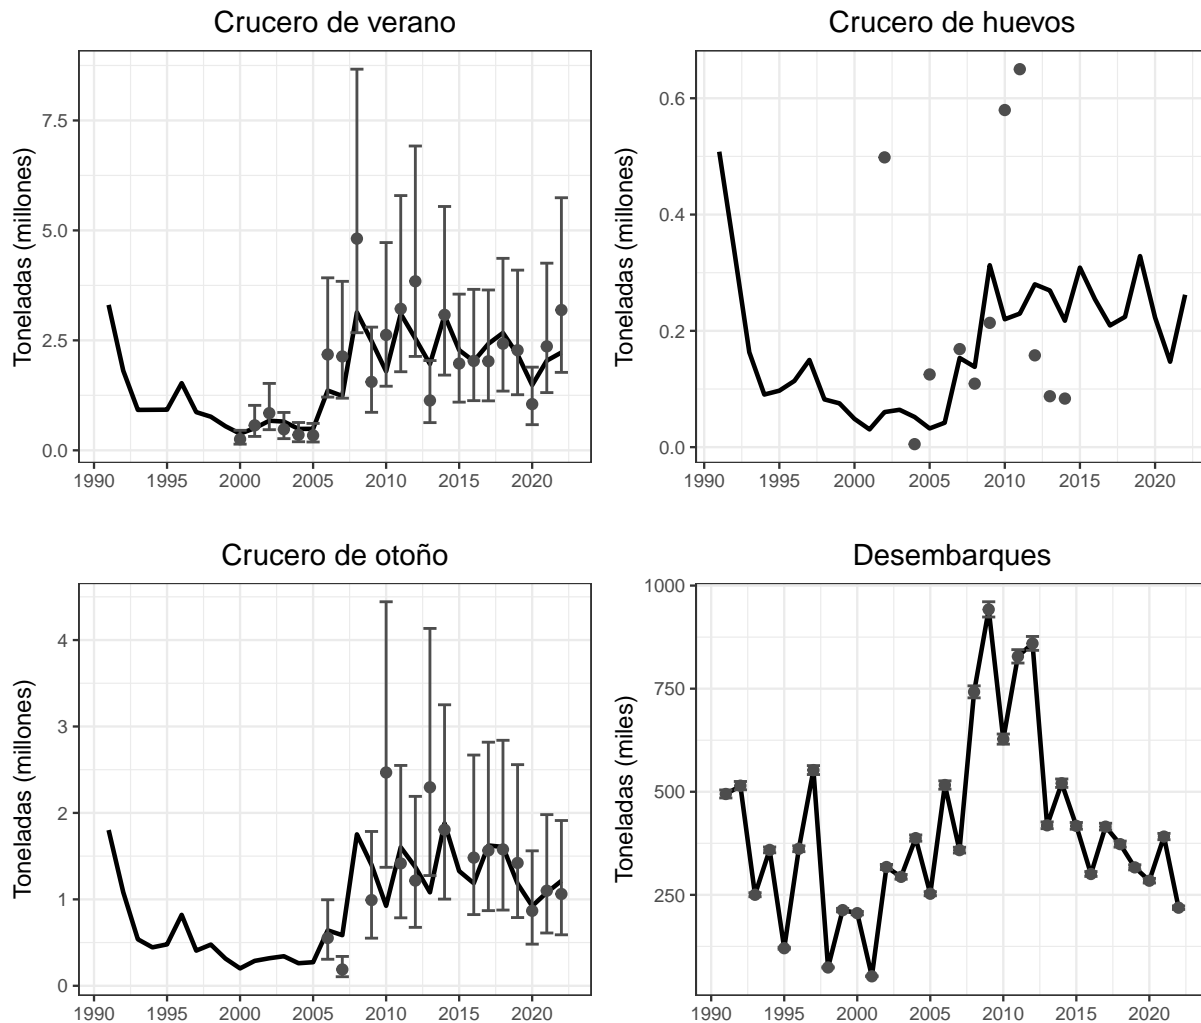 Crucero de verano
Toneladas (millones)
7.5
5.0
2.5
0.0
1990 1995 2000 2005 2010 2015 2020
Crucero de huevos
Toneladas (millones)
0.6
0.4
0.2
0.0
1990 1995 2000 2005 2010 2015 2020
Crucero de otoño
Toneladas (millones)
4
3
2
1
0
1990 1995 2000 2005 2010 2015 2020
Desembarques
Toneladas (miles)
1000
750
500
250
1990 1995 2000 2005 2010 2015 2020